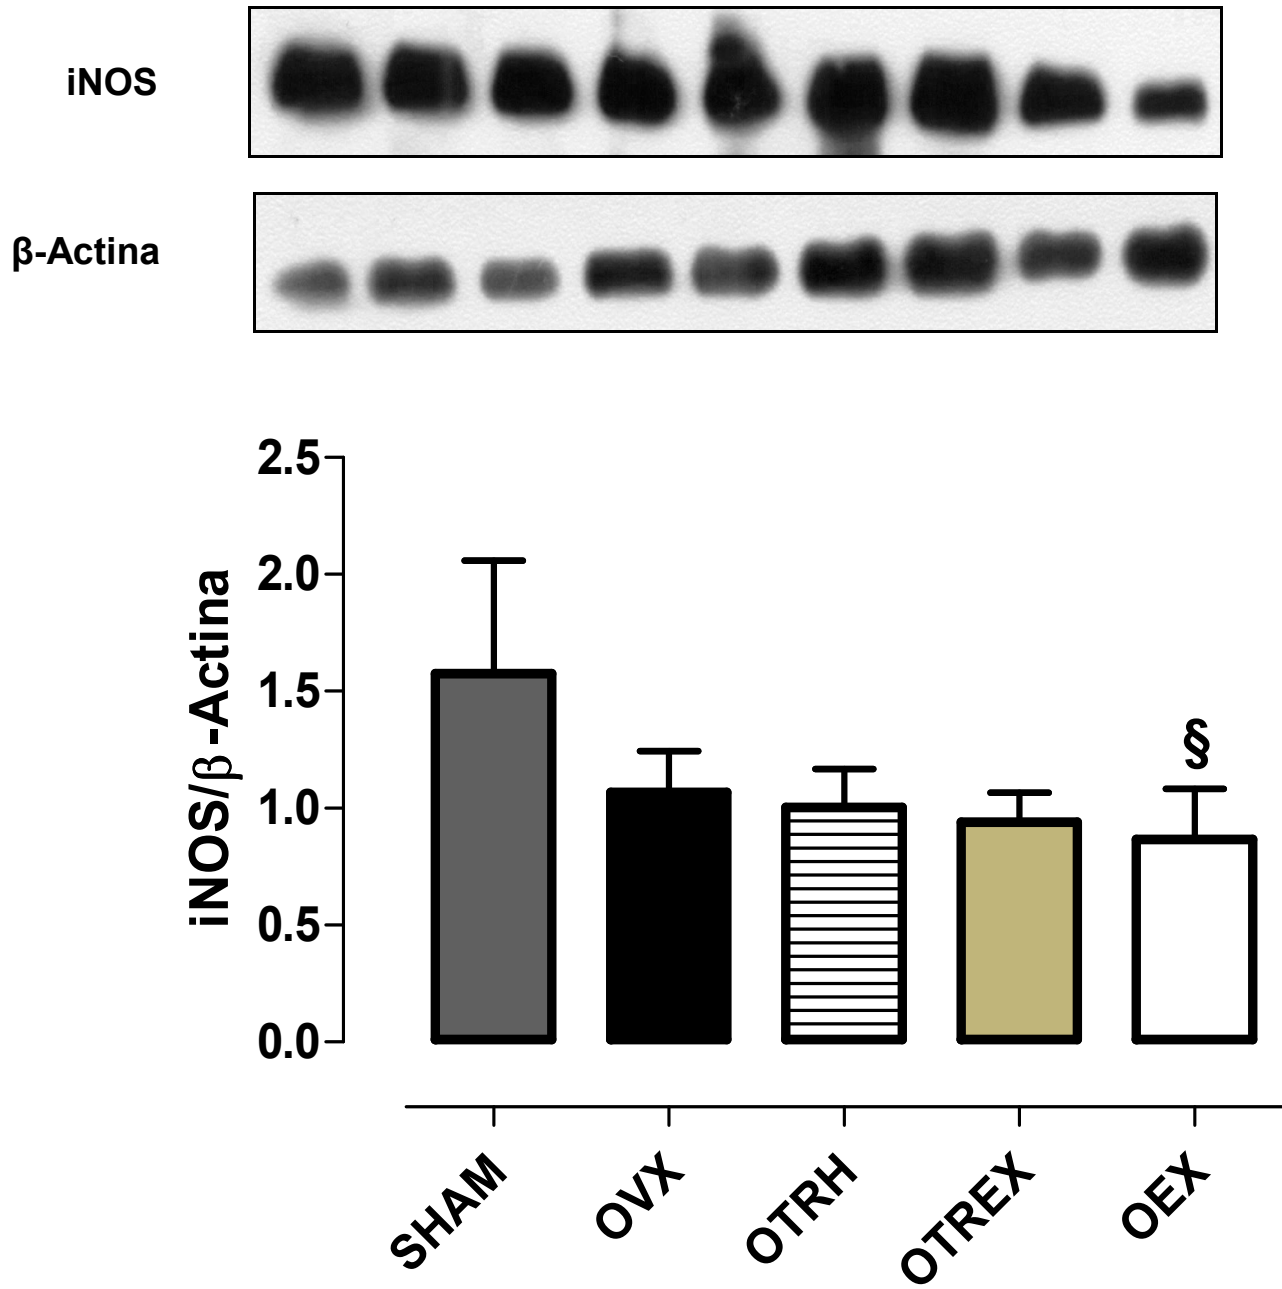 iNOS
β-Actina
2.5
2.0
1.5
1.0
0.5
0.0
iNOS/β-Actina
§
SHAM
OVX
OTRH
OTREX
OEX